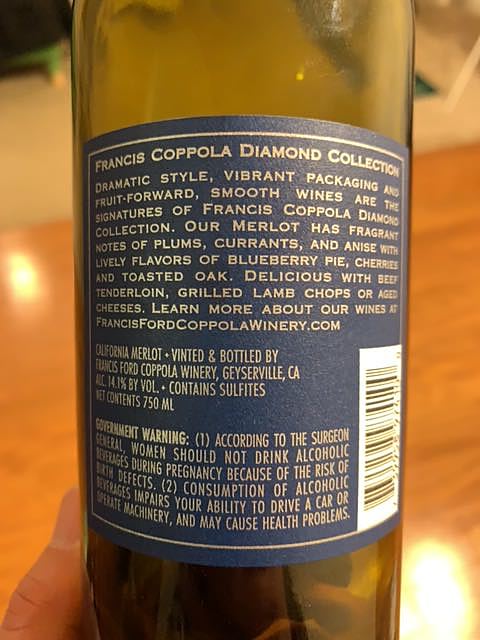 FRANCIS COPPOLA DIAMOND COLLECTION
DRAMATIC STYLE, VIBRANT PACKAGING AND
FRUIT-FORWARD, SMOOTH WINES ARE THE
SIGNATURES OF FRANCIS COPPOLA DIAMOND
COLLECTION. OUR MERLOT HAS FRAGRANT
NOTES OF PLUMS, CURRANTS, AND ANISE WITH
LIVELY FLAVORS OF BLUEBERRY PIE, CHERRIES
AND TOASTED OAK. DELICIOUS WITH BEEF
TENDERLOIN, GRILLED LAMB CHOPS OR AGED
CHEESES. LEARN MORE ABOUT OUR WINES AT
FRANCISFORDCOPPOLAWINERY.COM
CALIFORNIA MERLOT • VINTED & BOTTLED BY
FRANCIS FORD COPPOLA WINERY, GEYSERVILLE, CA
ALC. 14.1% BY VOL. • CONTAINS SULFITES
NET CONTENTS 750 ML
GOVERNMENT WARNING: (1) ACCORDING TO THE SURGEON
GENERAL, WOMEN SHOULD NOT DRINK ALCOHOLIC
BEVERAGES DURING PREGNANCY BECAUSE OF THE RISK OF
BIRTH DEFECTS. (2) CONSUMPTION OF ALCOHOLIC
BEVERAGES IMPAIRS YOUR ABILITY TO DRIVE A CAR OR
OPERATE MACHINERY, AND MAY CAUSE HEALTH PROBLEMS.